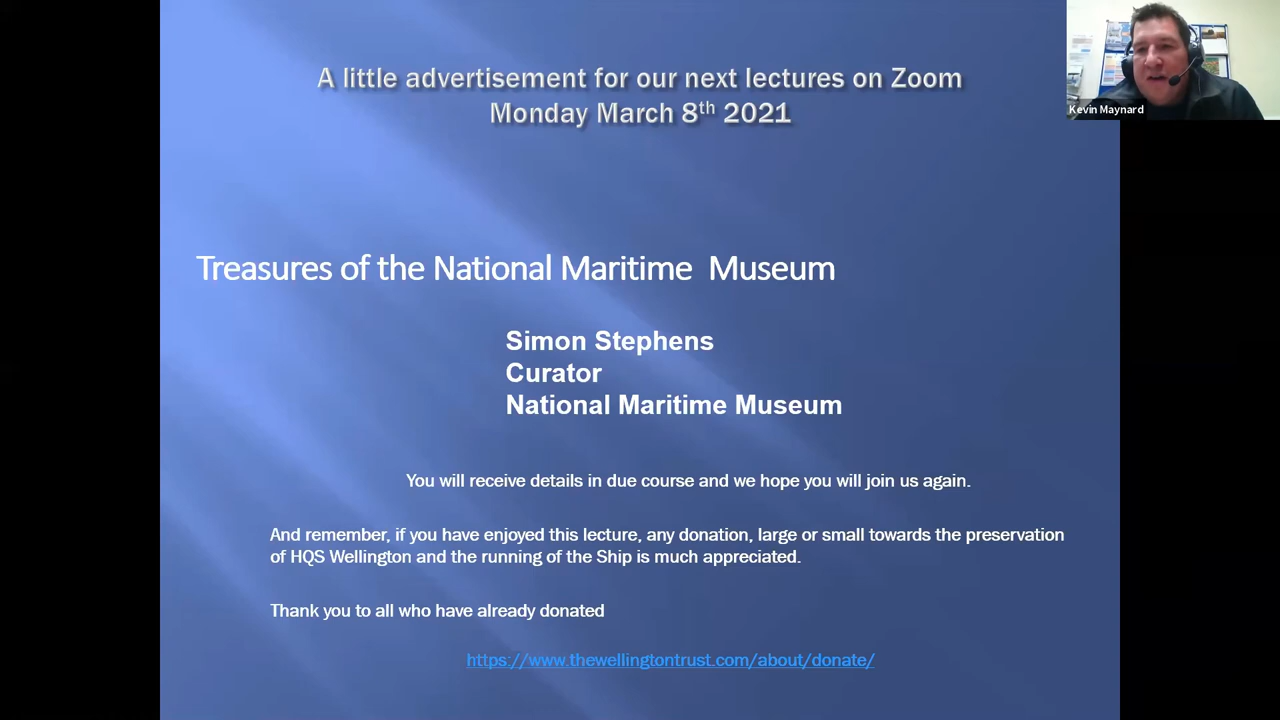 A little advertisement for our next lectures on Zoom
Monday March 8th 2021
Kevin Maynard
Treasures of the National Maritime Museum
Simon Stephens
Curator
National Maritime Museum
You will receive details in due course and we hope you will join us again.
And remember, if you have enjoyed this lecture, any donation, large or small towards the preservation
of HQS Wellington and the running of the Ship is much appreciated.
Thank you to all who have already donated
https://www.thewellingtontrust.com/about/donate/